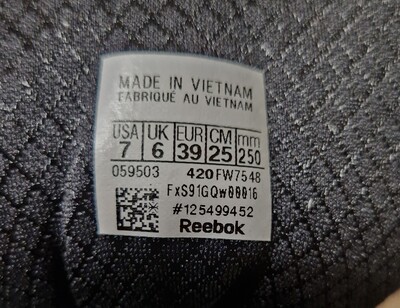 MADE IN VIETNAM
FABRIQUÉ AU VIETNAM
USA UK EUR CM mm
7 6 39 25 250
059503 420 FW7548
FxS91GQw00016
#125499452
Reebok